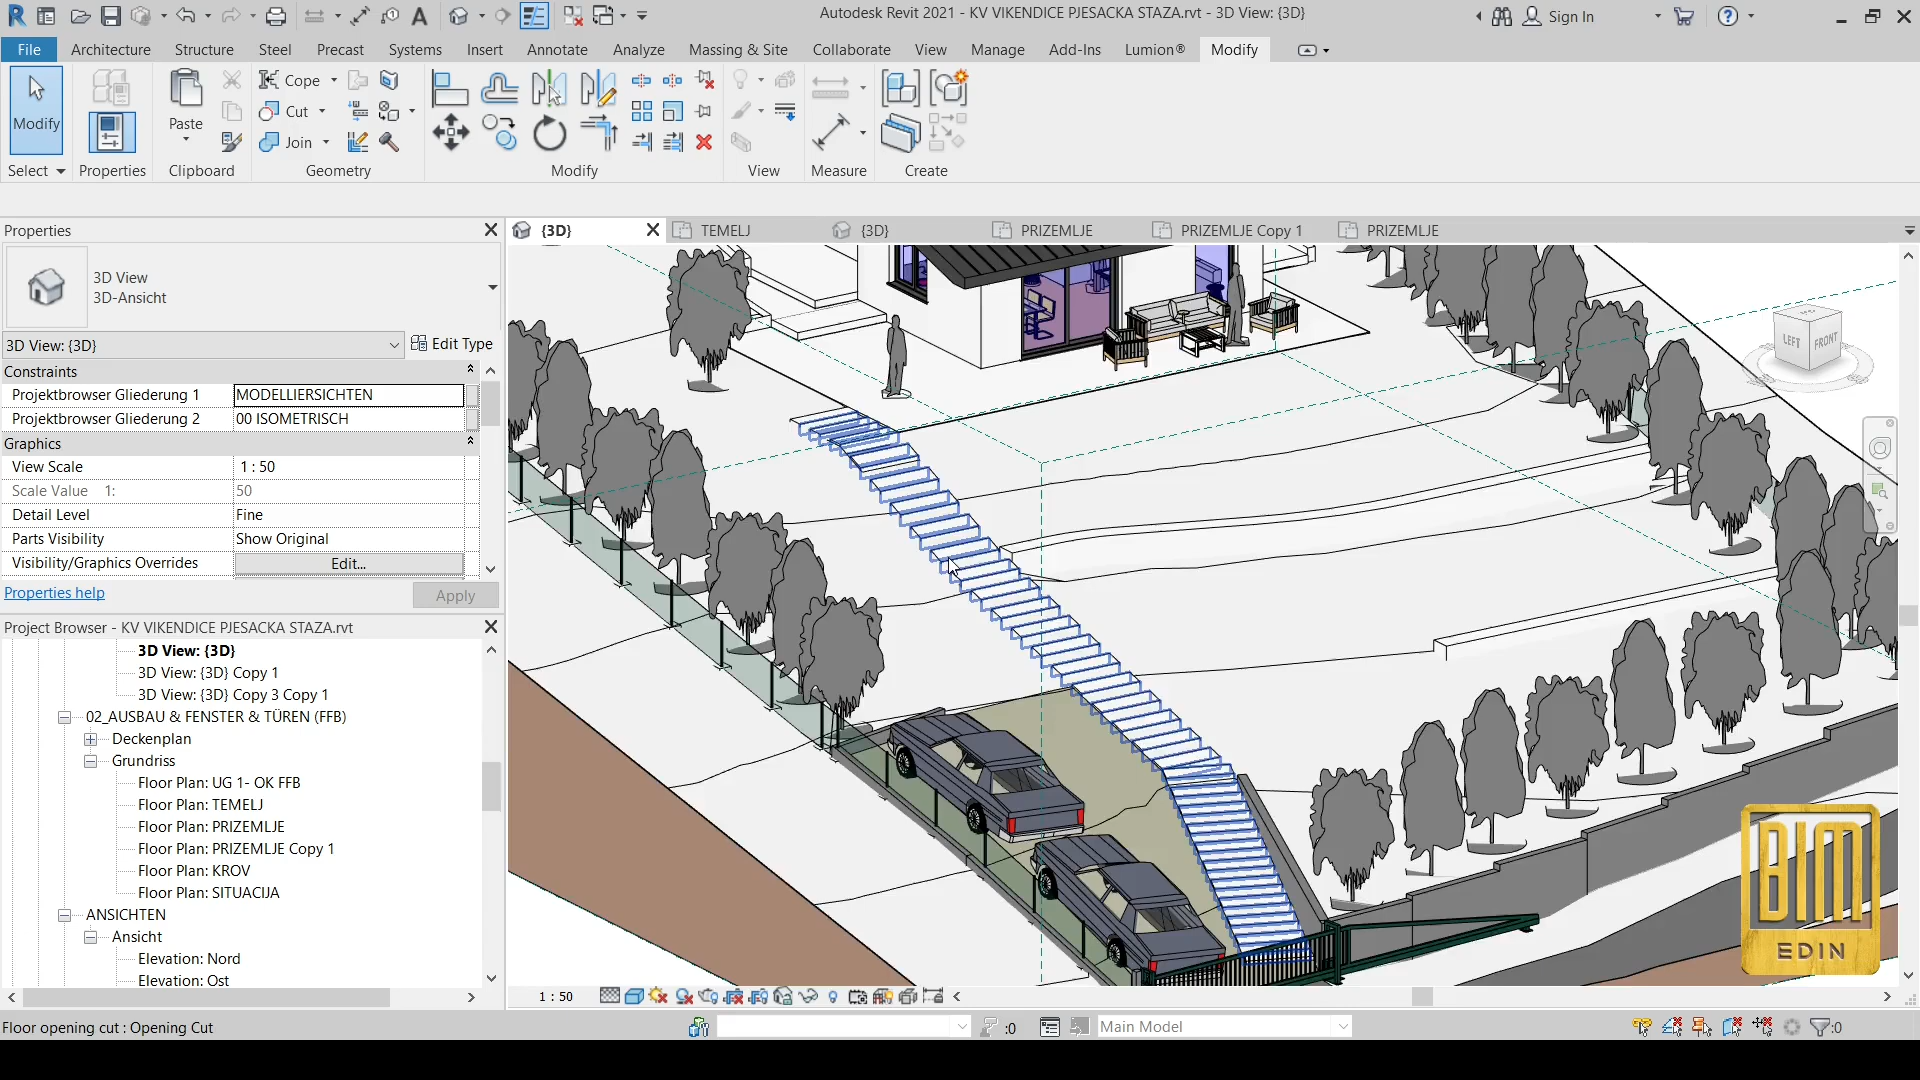 Autodesk Revit 2021 - KV VIKENDICE PJESACKA STAZA.rvt - 3D View: {3D}
Sign In
File Architecture Structure Steel Precast Systems Insert Annotate Analyze Massing & Site Collaborate View Manage Add-Ins Lumion® Modify
Modify
Paste
Cope
Cut
Join
Select Properties Clipboard Geometry Modify View Measure Create
Properties
{3D} TEMELJ {3D} PRIZEMLJE PRIZEMLJE Copy 1 PRIZEMLJE
3D View
3D-Ansicht
3D View: {3D}
Edit Type
Constraints
Projektbrowser Gliederung 1 MODELLIERSICHTEN
Projektbrowser Gliederung 2 00 ISOMETRISCH
Graphics
View Scale 1 : 50
Scale Value 1: 50
Detail Level Fine
Parts Visibility Show Original
Visibility/Graphics Overrides Edit...
Properties help
Apply
Project Browser - KV VIKENDICE PJESACKA STAZA.rvt
3D View: {3D}
3D View: {3D} Copy 1
3D View: {3D} Copy 3 Copy 1
02_AUSBAU & FENSTER & TÜREN (FFB)
Deckenplan
Grundriss
Floor Plan: UG 1- OK FFB
Floor Plan: TEMELJ
Floor Plan: PRIZEMLJE
Floor Plan: PRIZEMLJE Copy 1
Floor Plan: KROV
Floor Plan: SITUACIJA
ANSICHTEN
Ansicht
Elevation: Nord
Elevation: Ost
LEFT FRONT
BIM
EDIN
1 : 50
Floor opening cut : Opening Cut
:0
Main Model
:0